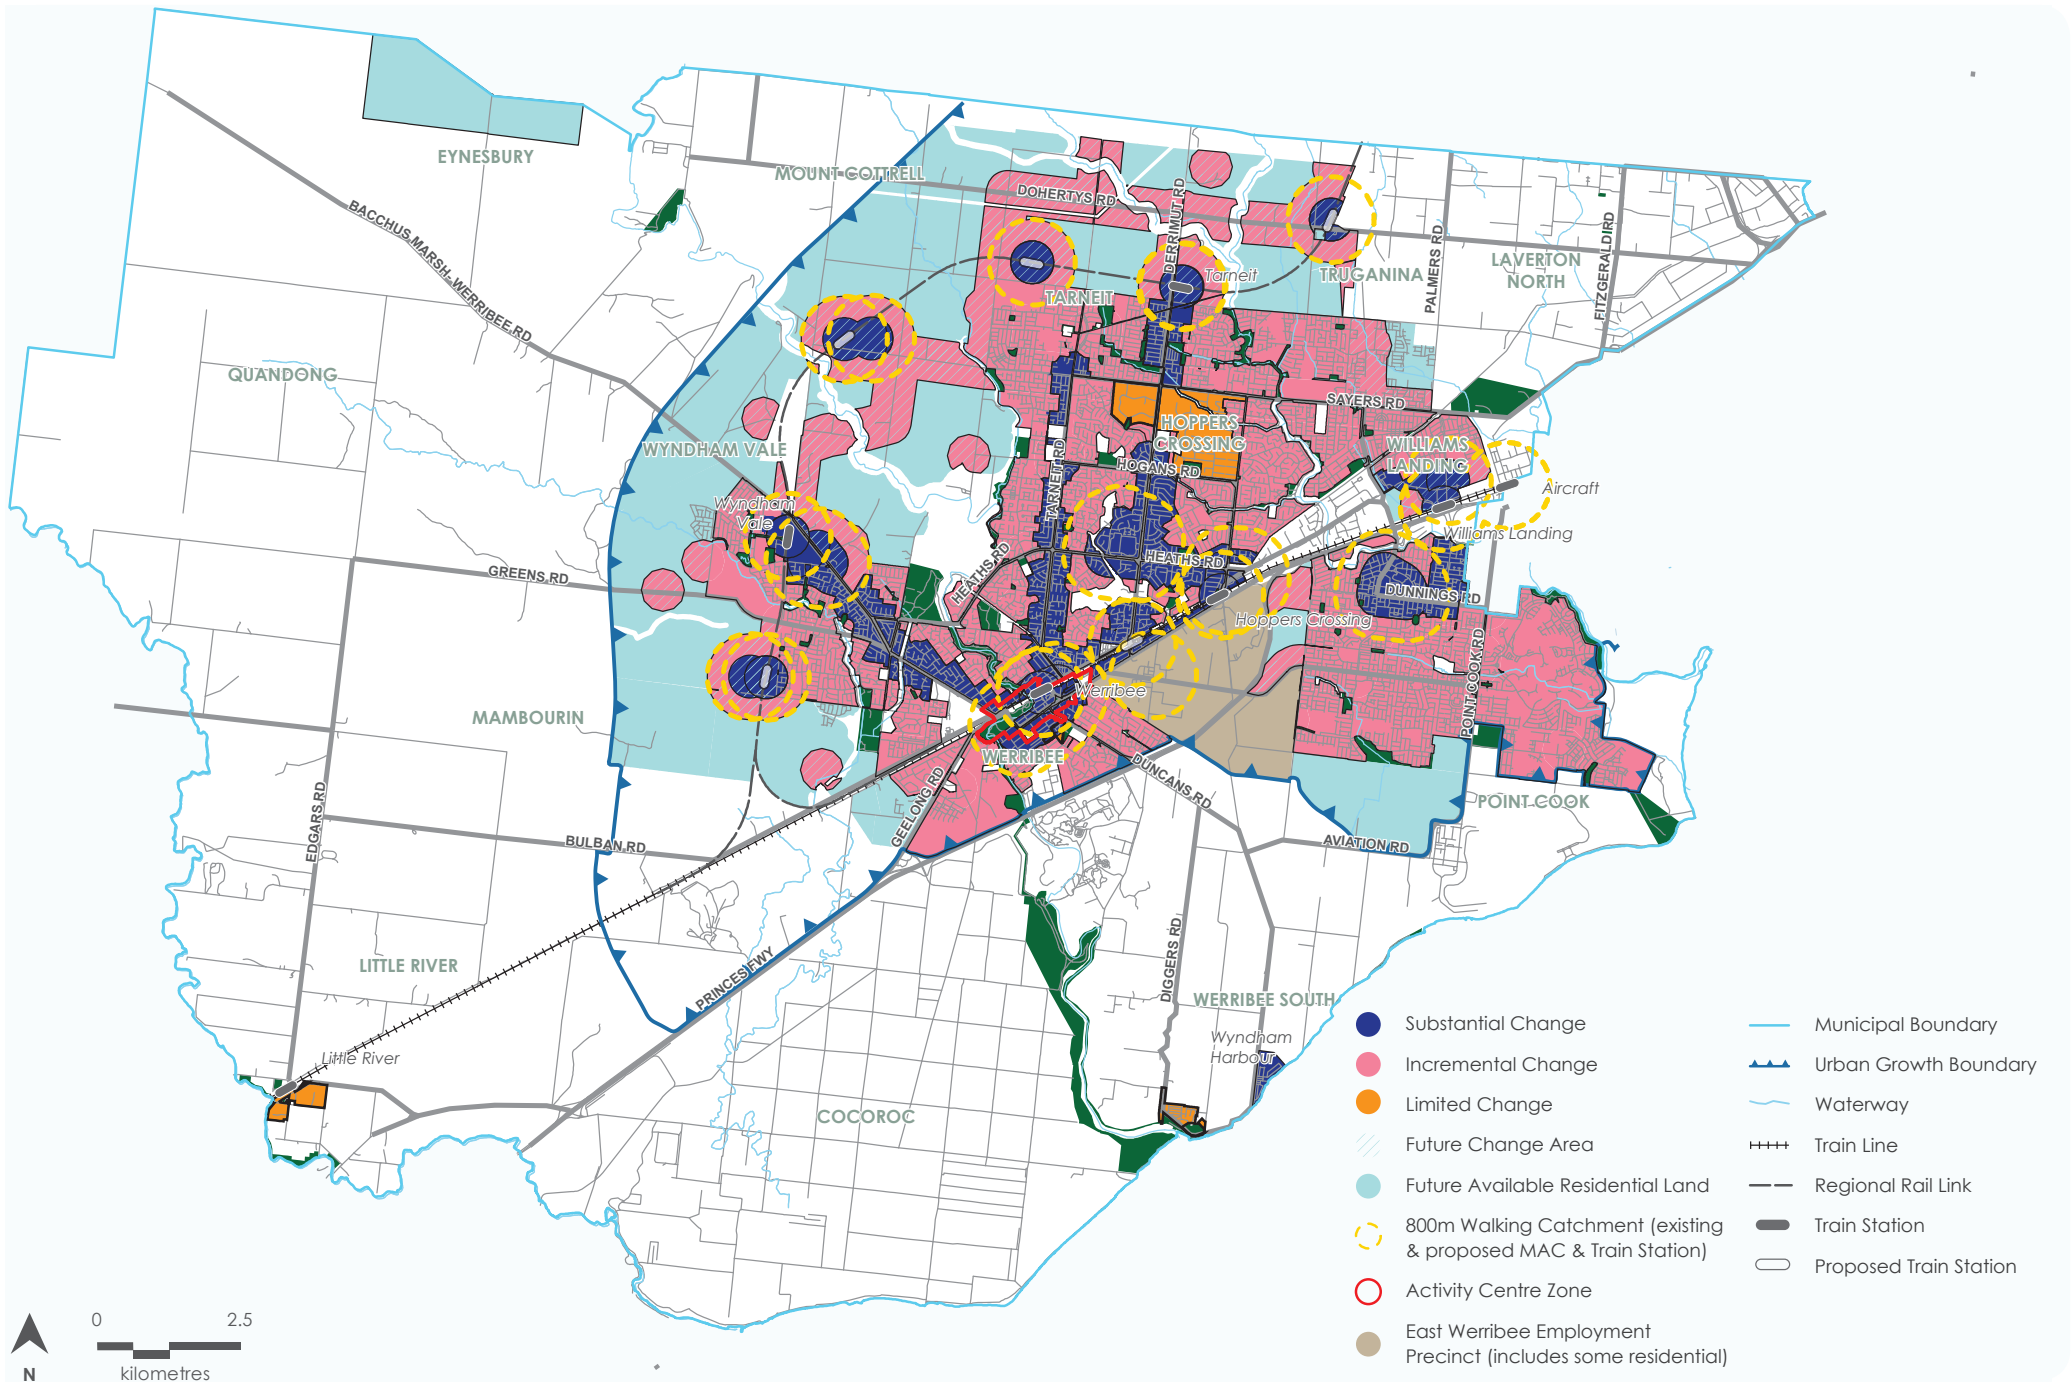 EYNESBURY
MOUNT COTTRELL
DOHERTYS RD
DERRIMUT RD
BACCHUS MARSH-WERRIBEE RD
Tarneit
TARNEIT
TRUGANINA
PALMERS RD
LAVERTON
NORTH
FITZGERALD RD
QUANDONG
SAYERS RD
HOPPERS
CROSSING
WYNDHAM VALE
TARNEIT RD
HOGANS RD
WILLIAMS
LANDING
Aircraft
Wyndham
Vale
Williams Landing
GREENS RD
HEATHS RD
HEATHS RD
DUNNINGS RD
Hoppers Crossing
POINT COOK RD
MAMBOURIN
Werribee
WERRIBEE
DUNCANS RD
GEELONG RD
POINT COOK
EDGARS RD
BULBAN RD
AVIATION RD
LITTLE RIVER
PRINCES FWY
DIGGERS RD
WERRIBEE SOUTH
Wyndham
Harbour
Little River
COCOROC
Substantial Change
Incremental Change
Limited Change
Future Change Area
Future Available Residential Land
800m Walking Catchment (existing
& proposed MAC & Train Station)
Activity Centre Zone
East Werribee Employment
Precinct (includes some residential)
Municipal Boundary
Urban Growth Boundary
Waterway
Train Line
Regional Rail Link
Train Station
Proposed Train Station
0 2.5
kilometres
N